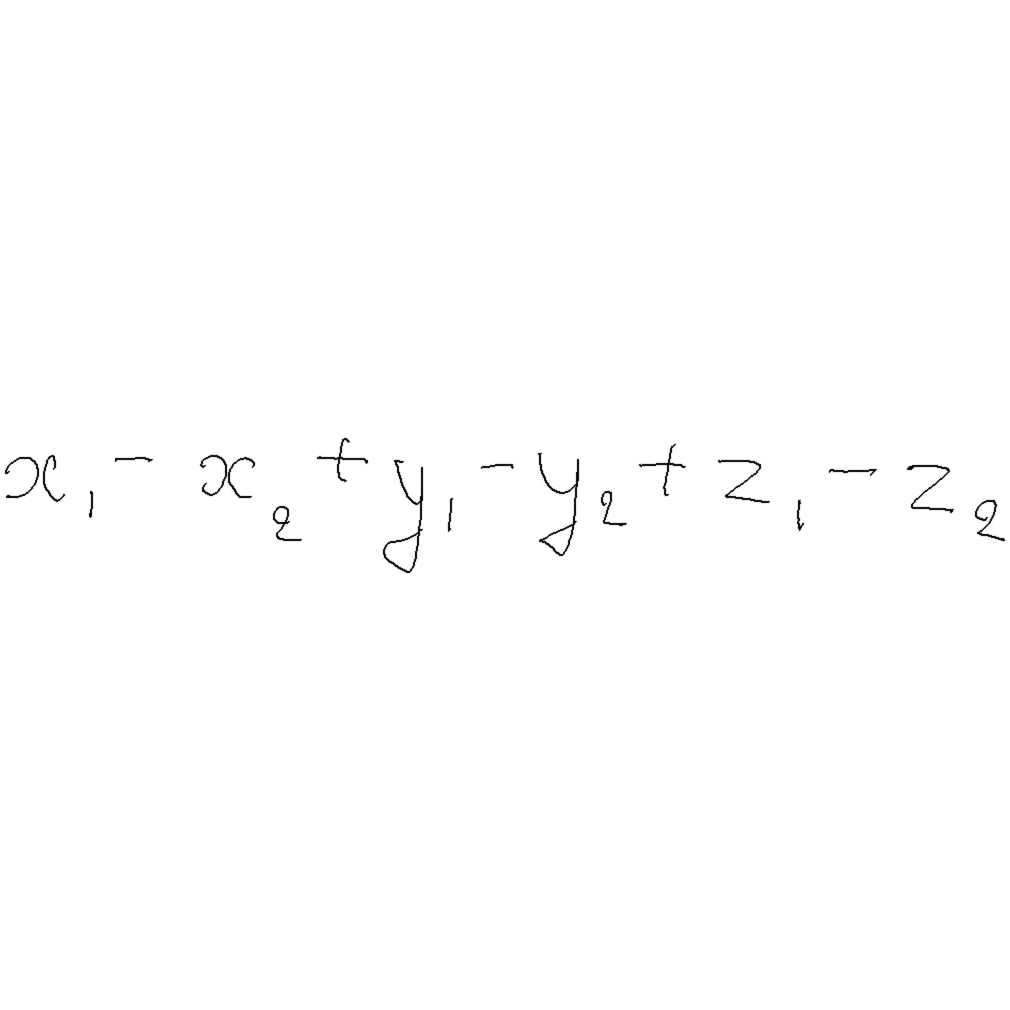 x₁ - x₂ + y₁ - y₂ + z₁ - z₂